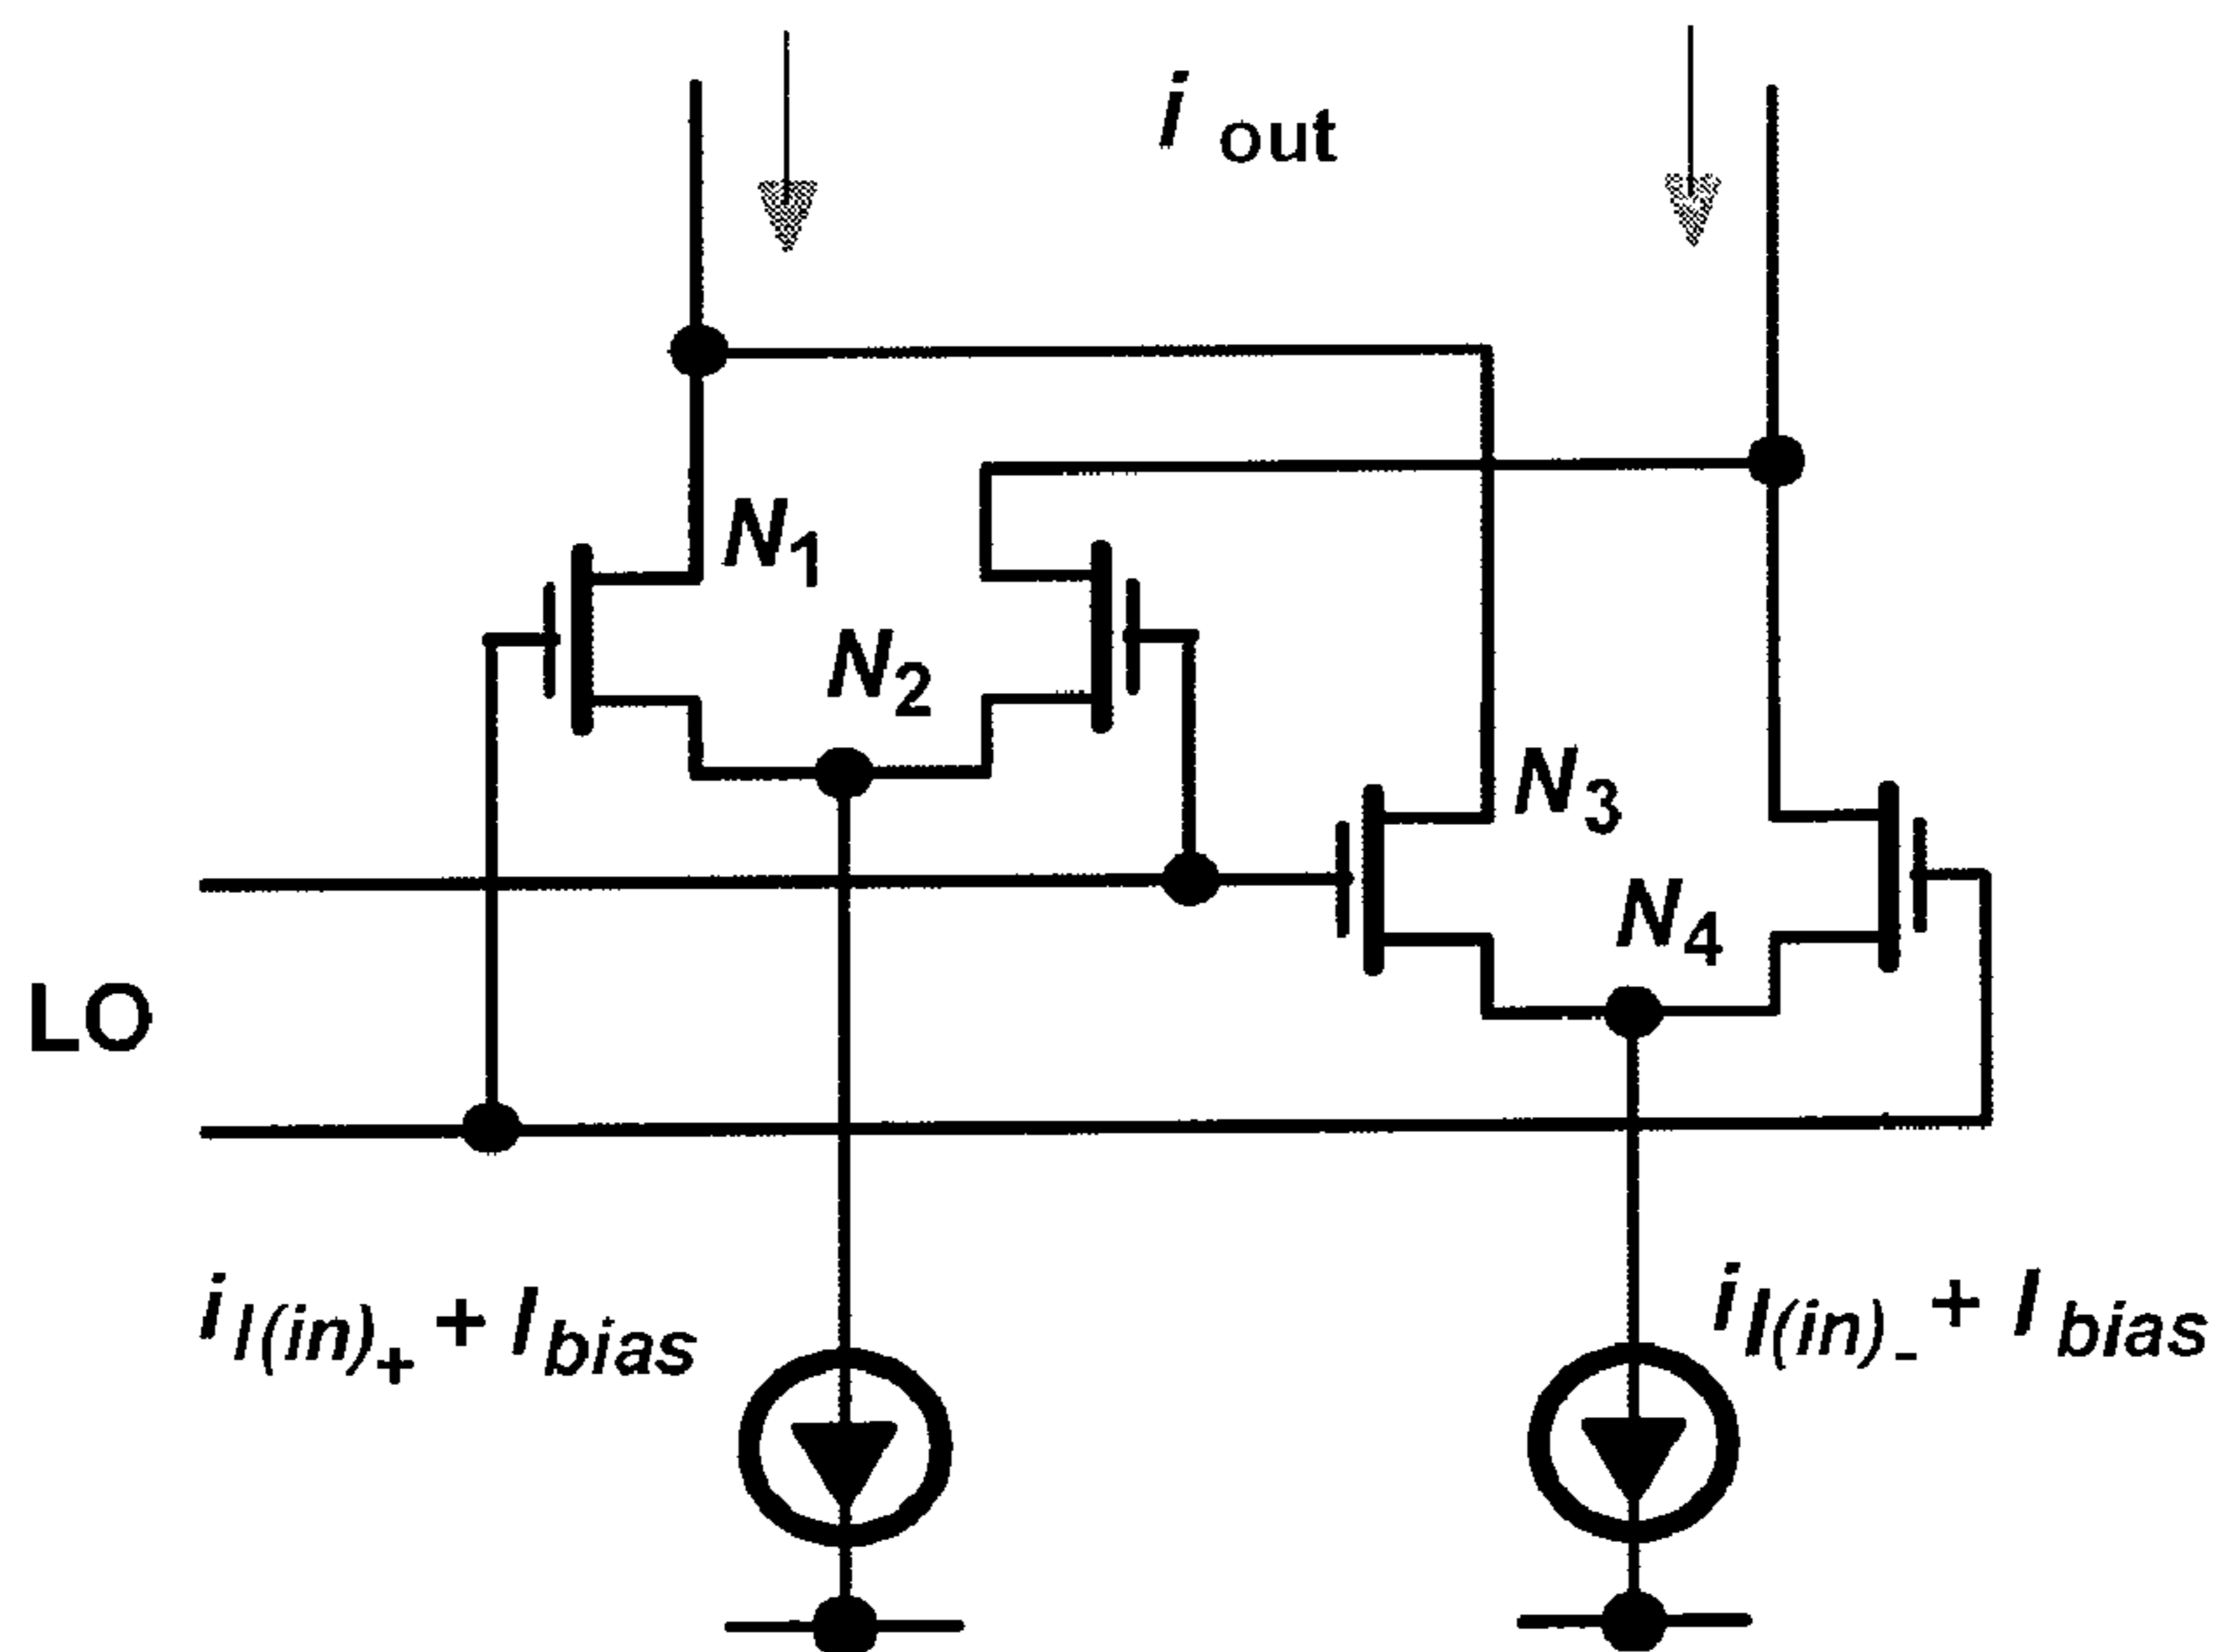 i out
N1
N2
N3
N4
LO
iI(in)+ + Ibias
iI(in)- + Ibias